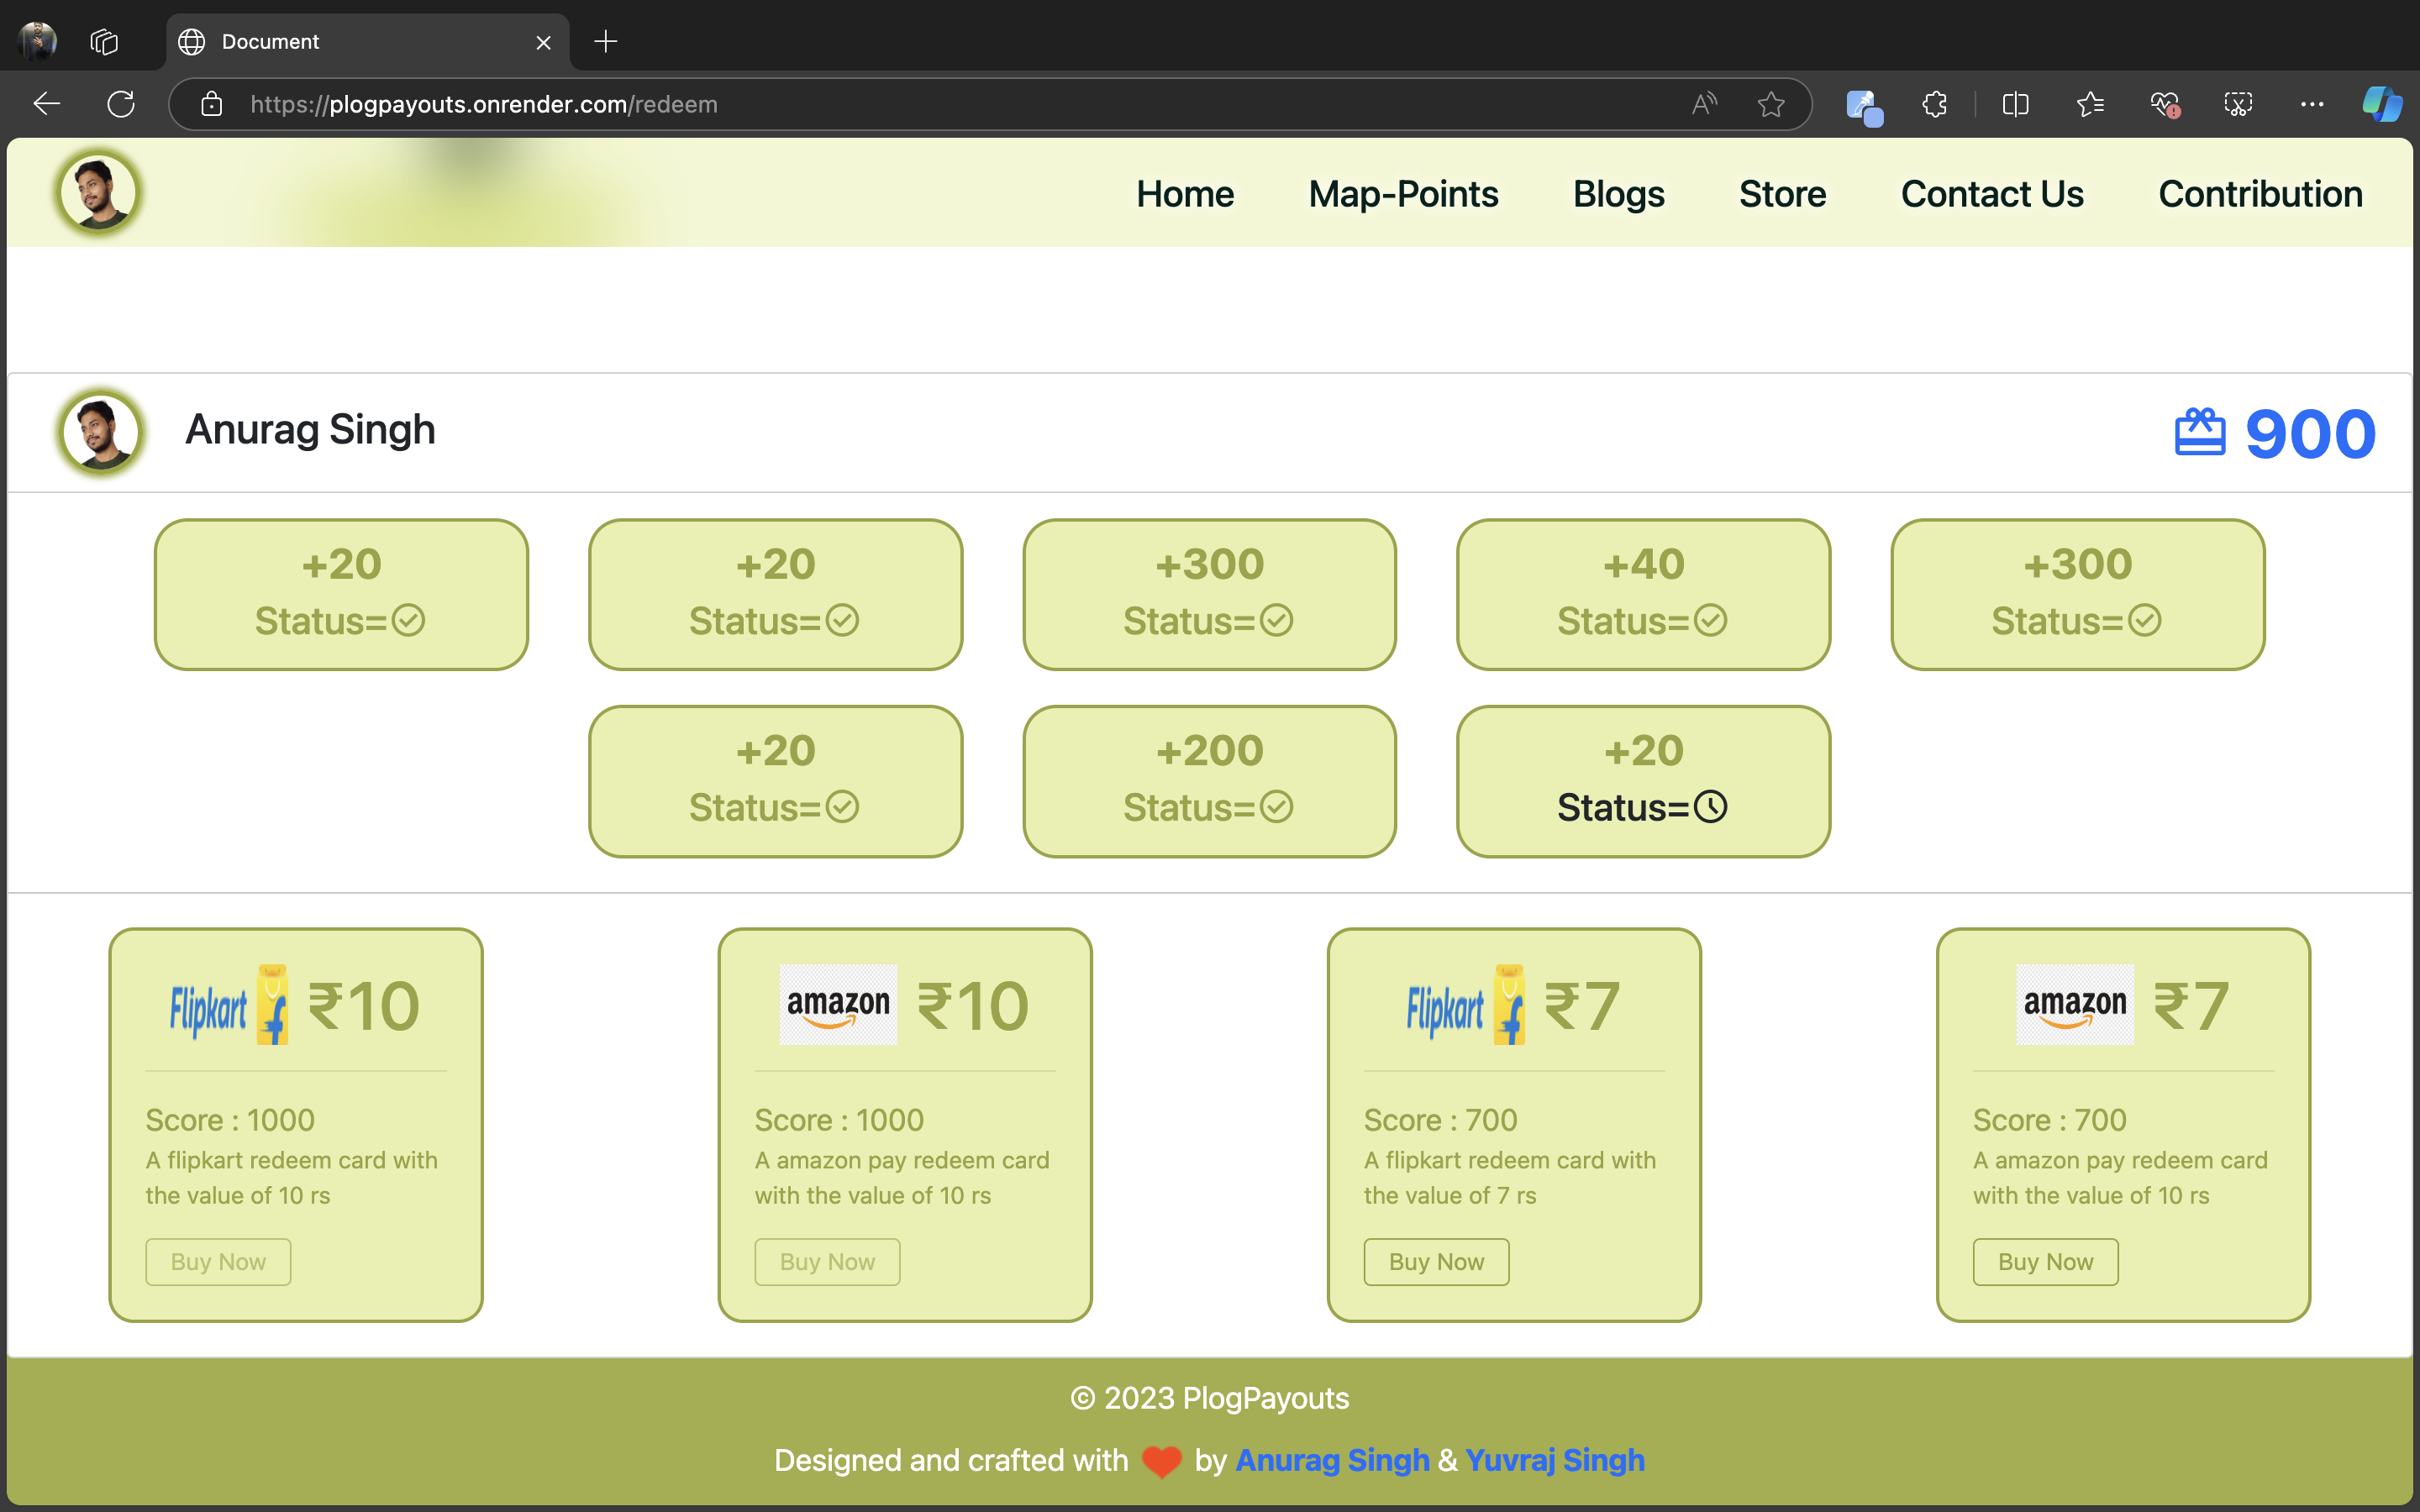 Document
https://plogpayouts.onrender.com/redeem
Home Map-Points Blogs Store Contact Us Contribution
Anurag Singh 900
+20 +20 +300 +40 +300
Status= Status= Status= Status= Status=
+20 +200 +20
Status= Status= Status=
Flipkart f ₹10 amazon ₹10 Flipkart f ₹7 amazon ₹7
Score : 1000 Score : 1000 Score : 700 Score : 700
A flipkart redeem card with A amazon pay redeem card A flipkart redeem card with A amazon pay redeem card
the value of 10 rs with the value of 10 rs the value of 7 rs with the value of 10 rs
Buy Now Buy Now Buy Now Buy Now
© 2023 PlogPayouts
Designed and crafted with ❤ by Anurag Singh & Yuvraj Singh